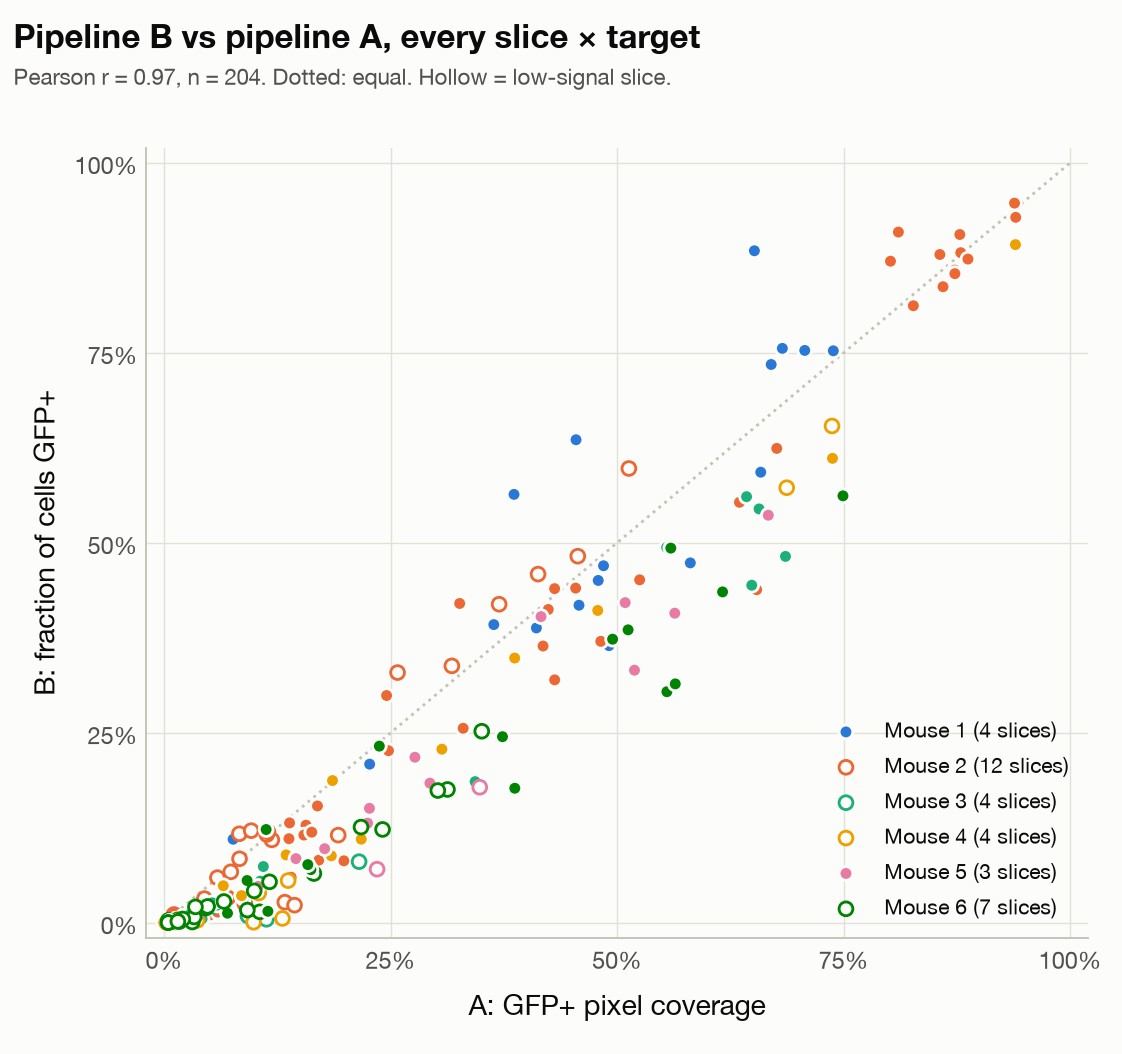 Pipeline B vs pipeline A, every slice × target
Pearson r = 0.97, n = 204. Dotted: equal. Hollow = low-signal slice.
100%
75%
50%
25%
0%
B: fraction of cells GFP+
Mouse 1 (4 slices)
Mouse 2 (12 slices)
Mouse 3 (4 slices)
Mouse 4 (4 slices)
Mouse 5 (3 slices)
Mouse 6 (7 slices)
0%
25%
50%
75%
100%
A: GFP+ pixel coverage